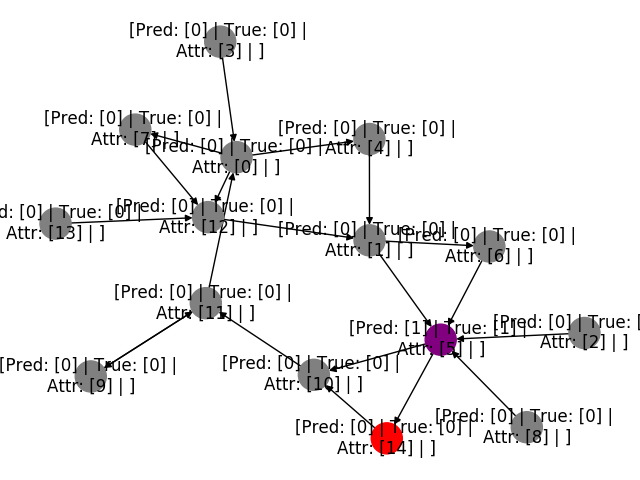 [Pred: [0] | True: [0] |
Attr: [3] | ]
[Pred: [0] | True: [0] |
Attr: [7] | ]
[Pred: [0] | True: [0] |
Attr: [4] | ]
[Pred: [0] | True: [0] |
Attr: [0] | ]
[Pred: [0] | True: [0] |
Attr: [12] | ]
d: [0] | True: [0] |
Attr: [13] | ]
[Pred: [0] | True: [0] |
Attr: [1] | ]
[Pred: [0] | True: [0] |
Attr: [6] | ]
[Pred: [0] | True: [0] |
Attr: [11] | ]
[Pred: [1] | True: [1] |
Attr: [5] | ]
[Pred: [0] | True: [0] |
Attr: [2] | ]
[Pred: [0] | True: [0] |
Attr: [9] | ]
[Pred: [0] | True: [0] |
Attr: [10] | ]
[Pred: [0] | True: [0] |
Attr: [8] | ]
[Pred: [0] | True: [0] |
Attr: [14] | ]